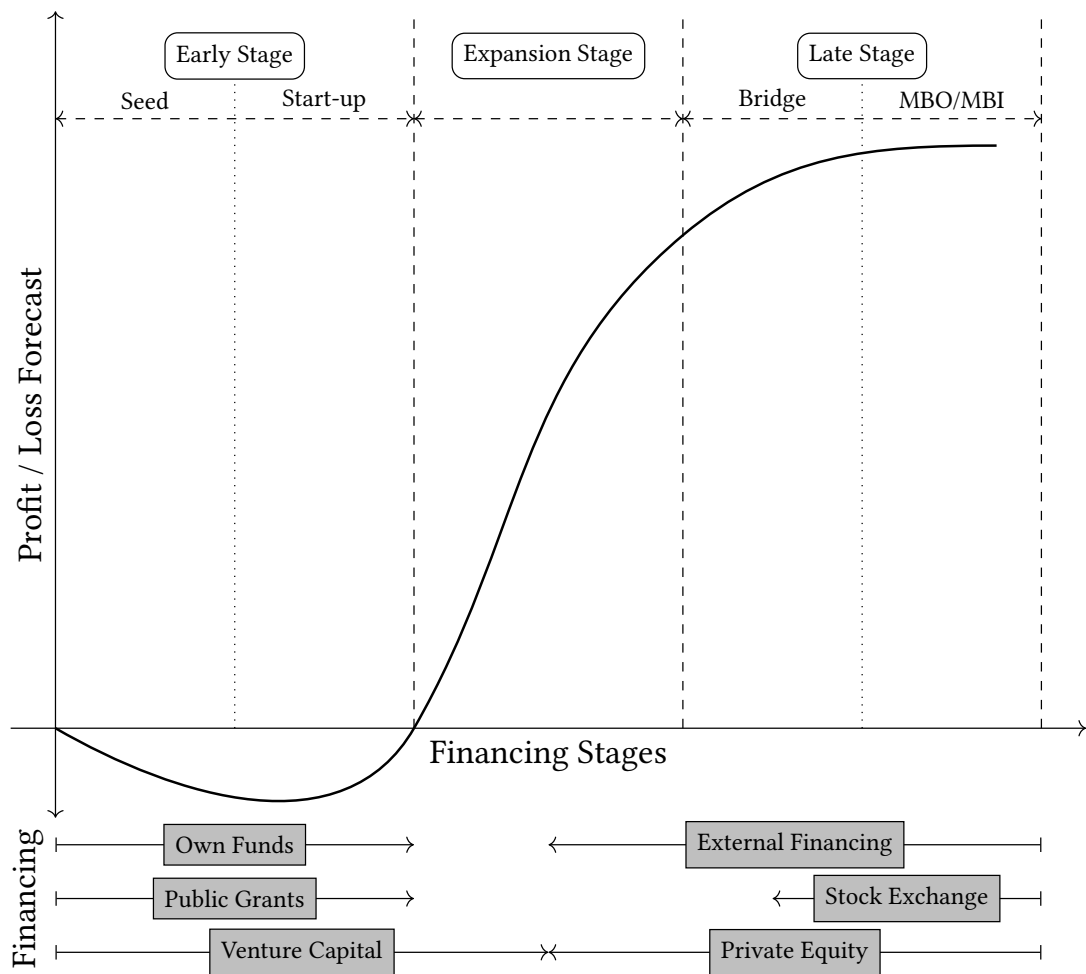 Early Stage
Expansion Stage
Late Stage
Seed
Start-up
Bridge
MBO/MBI
Profit / Loss Forecast
Financing Stages
Financing
Own Funds
External Financing
Public Grants
Stock Exchange
Venture Capital
Private Equity